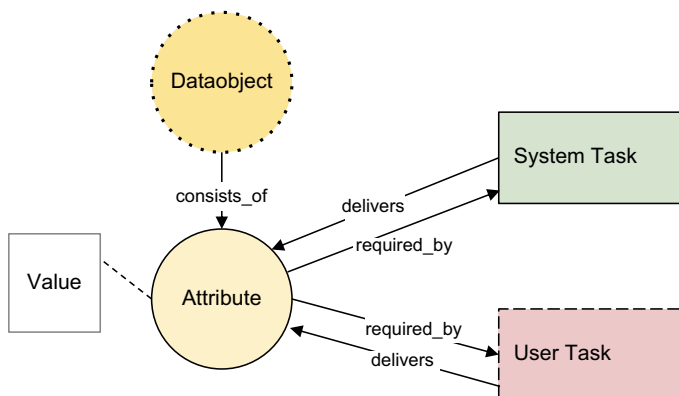 Dataobject
System Task
consists_of
delivers
required_by
Value
Attribute
required_by
User Task
delivers